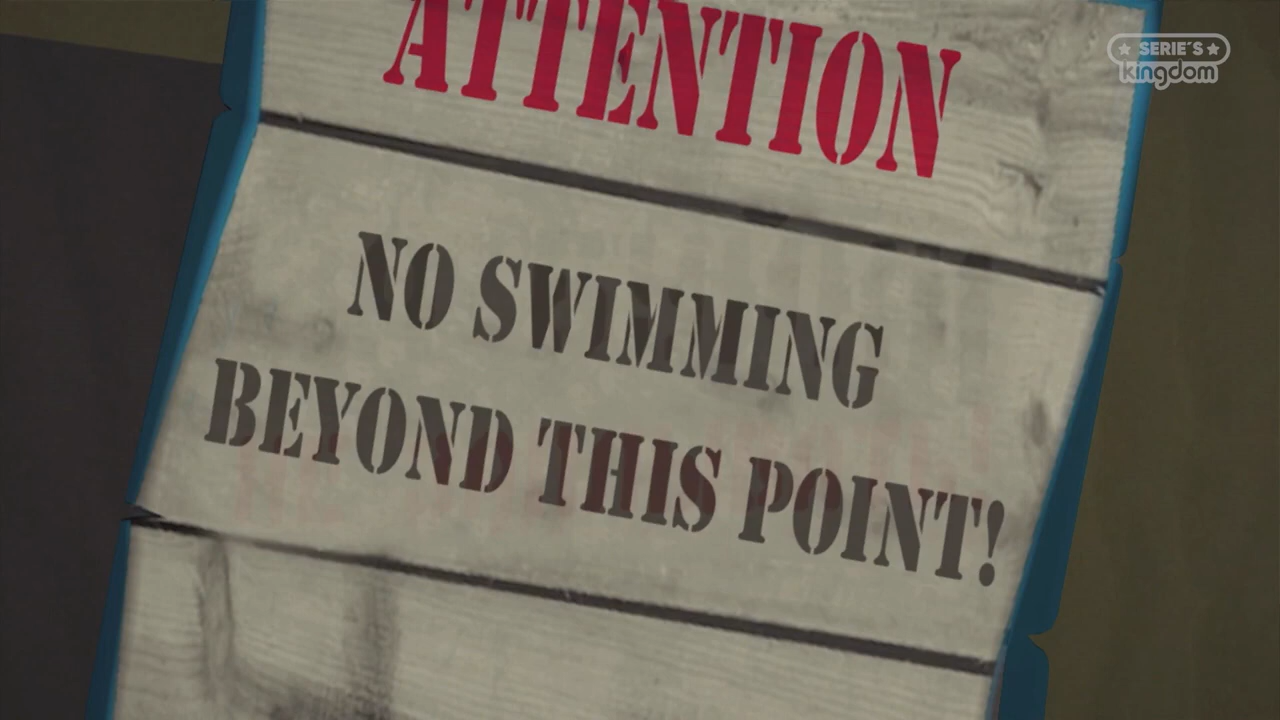 SERIE´S
kingdom
ATTENTION
NO SWIMMING
BEYOND THIS POINT!